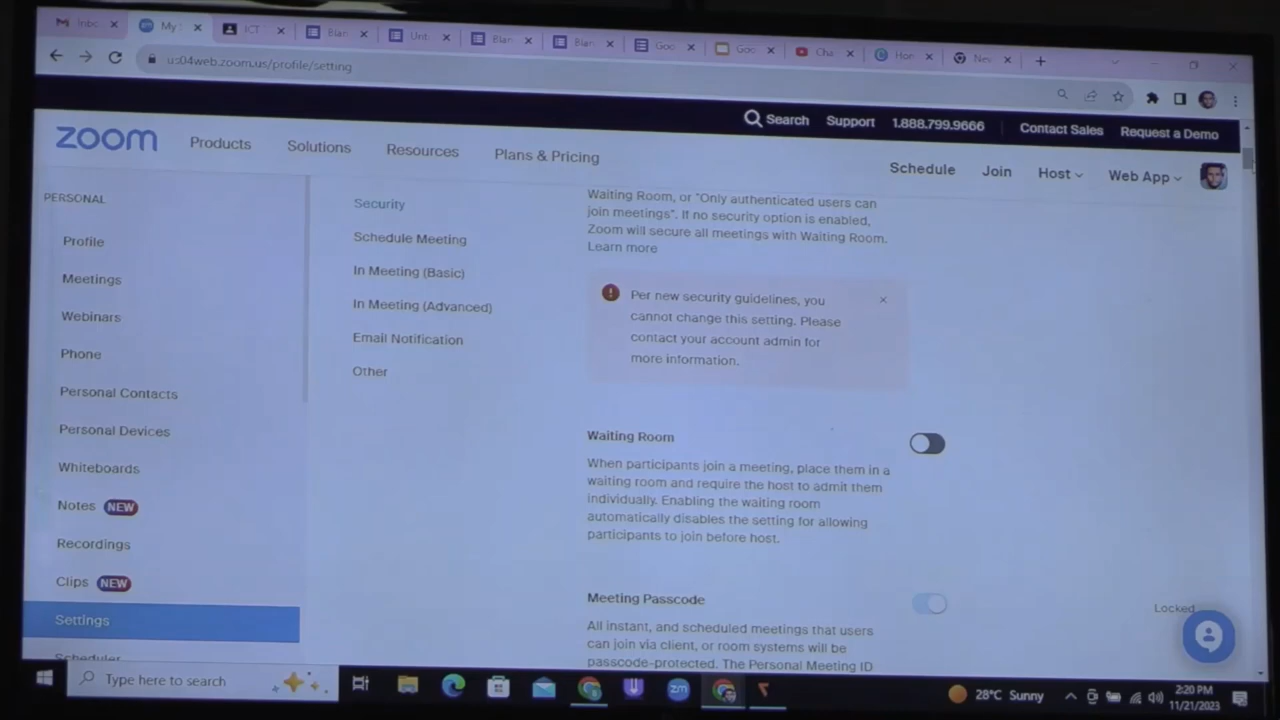 Inbc
My
ICT
Blan
Unt
Blan
Blan
Goo
Goc
Cha
Hon
Nev
us04web.zoom.us/profile/setting
Search
Support
1.888.799.9666
Contact Sales
Request a Demo
zoom
Products
Solutions
Resources
Plans & Pricing
Schedule
Join
Host
Web App
PERSONAL
Profile
Meetings
Webinars
Phone
Personal Contacts
Personal Devices
Whiteboards
Notes NEW
Recordings
Clips NEW
Settings
Scheduler
Security
Schedule Meeting
In Meeting (Basic)
In Meeting (Advanced)
Email Notification
Other
Waiting Room, or "Only authenticated users can
join meetings". If no security option is enabled,
Zoom will secure all meetings with Waiting Room.
Learn more
Per new security guidelines, you
cannot change this setting. Please
contact your account admin for
more information.
Waiting Room
When participants join a meeting, place them in a
waiting room and require the host to admit them
individually. Enabling the waiting room
automatically disables the setting for allowing
participants to join before host.
Meeting Passcode
Locked
All instant, and scheduled meetings that users
can join via client, or room systems will be
passcode-protected. The Personal Meeting ID
Type here to search
zm
28°C Sunny
2:20 PM
11/21/2023